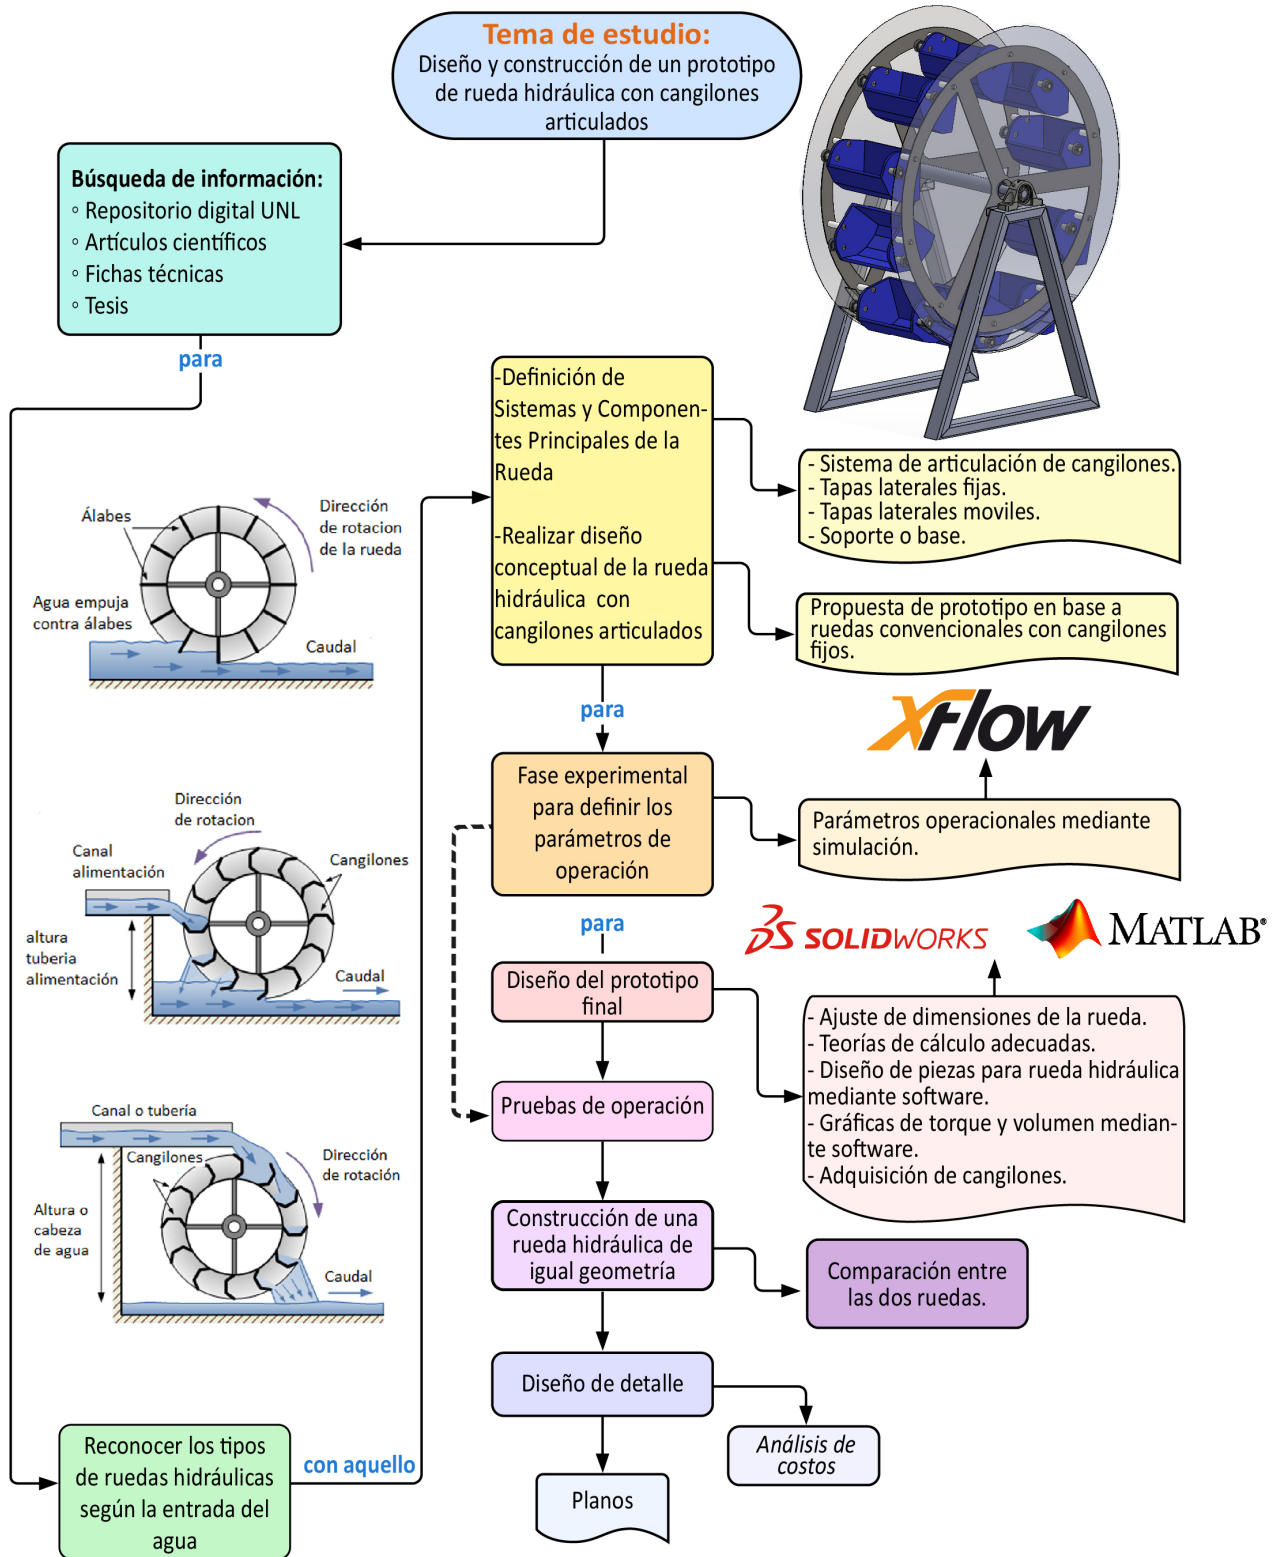 Tema de estudio:
Diseño y construcción de un prototipo
de rueda hidráulica con cangilones
articulados
Búsqueda de información:
◦ Repositorio digital UNL
◦ Artículos científicos
◦ Fichas técnicas
◦ Tesis
para
Álabes
Dirección
de rotacion
de la rueda
Agua empuja
contra álabes
Caudal
Dirección
de rotacion
Canal
alimentación
Cangilones
altura
tuberia
alimentación
Caudal
Canal o tubería
Cangilones
Dirección
de rotación
Altura o
cabeza
de agua
Caudal
Reconocer los tipos
de ruedas hidráulicas
según la entrada del
agua
con aquello
-Definición de
Sistemas y Componen-
tes Principales de la
Rueda
-Realizar diseño
conceptual de la rueda
hidráulica con
cangilones articulados
- Sistema de articulación de cangilones.
- Tapas laterales fijas.
- Tapas laterales moviles.
- Soporte o base.
Propuesta de prototipo en base a
ruedas convencionales con cangilones
fijos.
para
XFlow
Fase experimental
para definir los
parámetros de
operación
Parámetros operacionales mediante
simulación.
para
SOLIDWORKS
MATLAB®
Diseño del prototipo
final
- Ajuste de dimensiones de la rueda.
- Teorías de cálculo adecuadas.
- Diseño de piezas para rueda hidráulica
mediante software.
- Gráficas de torque y volumen median-
te software.
- Adquisición de cangilones.
Pruebas de operación
Construcción de una
rueda hidráulica de
igual geometría
Comparación entre
las dos ruedas.
Diseño de detalle
Análisis de
costos
Planos